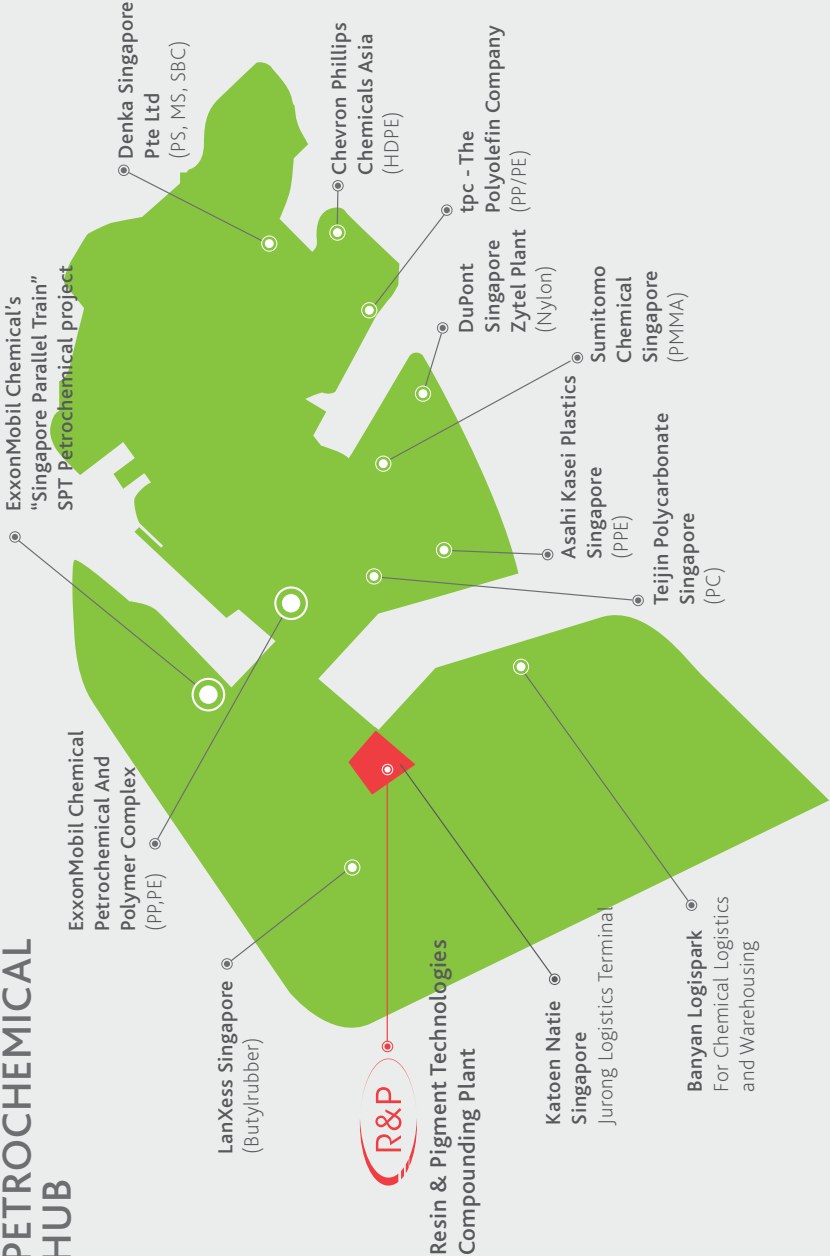 PETROCHEMICAL
HUB
LanXess Singapore
(Butylrubber)
ExxonMobil Chemical
Petrochemical And
Polymer Complex
(PP,PE)
ExxonMobil Chemical's
“Singapore Parallel Train”
SPT Petrochemical project
Denka Singapore
Pte Ltd
(PS, MS, SBC)
Chevron Phillips
Chemicals Asia
(HDPE)
tpc - The
Polyolefin Company
(PP/PE)
DuPont
Singapore
Zytel Plant
(Nylon)
Sumitomo
Chemical
Singapore
(PMMA)
Asahi Kasei Plastics
Singapore
(PPE)
Teijin Polycarbonate
Singapore
(PC)
R&P
Resin & Pigment Technologies
Compounding Plant
Katoen Natie
Singapore
Jurong Logistics Terminal
Banyan Logispark
For Chemical Logistics
and Warehousing